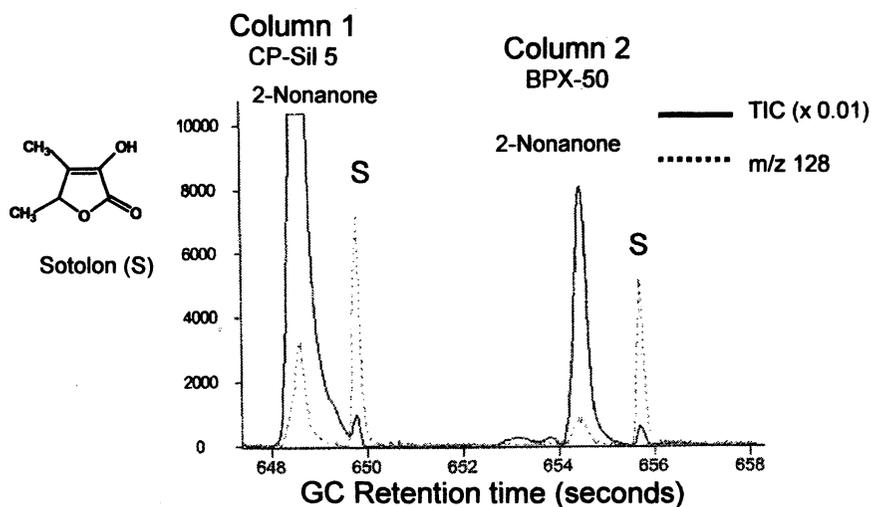 Column 1
CP-Sil 5
2-Nonanone
S
Column 2
BPX-50
2-Nonanone
S
TIC (x 0.01)
m/z 128
CH₃
OH
CH₃
O
O
Sotolon (S)
10000
8000
6000
4000
2000
0
648 650 652 654 656 658
GC Retention time (seconds)